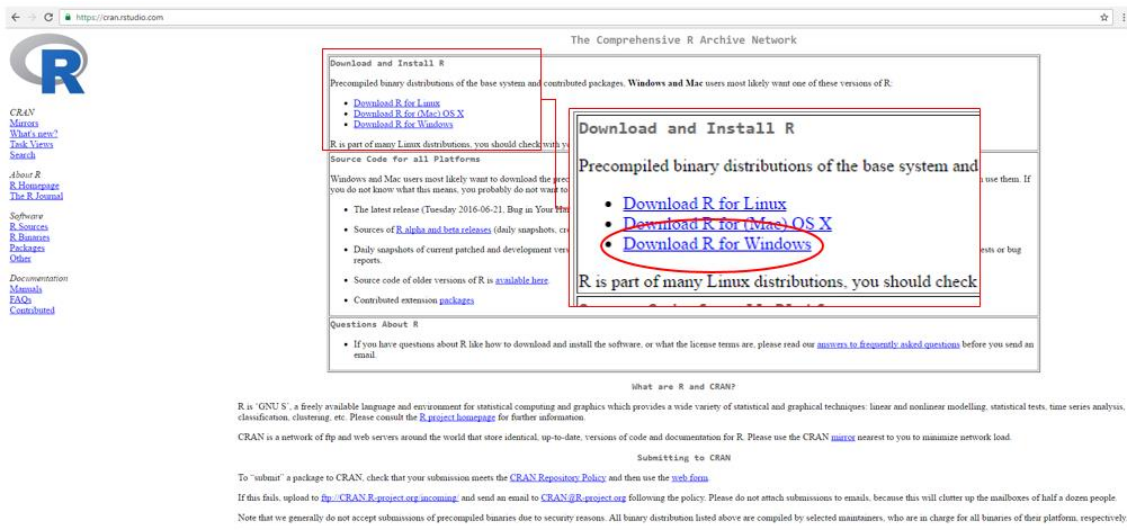 https://cran.rstudio.com
R
CRAN
Mirrors
What's new?
Task Views
Search
About R
R Homepage
The R Journal
Software
R Sources
R Binaries
Packages
Other
Documentation
Manuals
FAQs
Contributed
The Comprehensive R Archive Network
Download and Install R
Precompiled binary distributions of the base system and contributed packages, Windows and Mac users most likely want one of these versions of R:
• Download R for Linux
• Download R for (Mac) OS X
• Download R for Windows
R is part of many Linux distributions, you should check with
Source Code for all Platforms
Windows and Mac users most likely want to download the
use them. If
you do not know what this means, you probably do not want to
• The latest release (Tuesday 2016-06-21, Bug in Your
• Sources of R alpha and beta releases (daily snapshots,
• Daily snapshots of current patched and development
or bug
reports.
• Source code of older versions of R is available here.
• Contributed extension packages
Questions About R
• If you have questions about R like how to download and install the software, or what the license terms are, please read our answers to frequently asked questions before you send an
email.
Download and Install R
Precompiled binary distributions of the base system and
• Download R for Linux
• Download R for (Mac) OS X
• Download R for Windows
R is part of many Linux distributions, you should check
What are R and CRAN?
R is 'GNU S', a freely available language and environment for statistical computing and graphics which provides a wide variety of statistical and graphical techniques: linear and nonlinear modelling, statistical tests, time series analysis,
classification, clustering, etc. Please consult the R project homepage for further information.
CRAN is a network of ftp and web servers around the world that store identical, up-to-date, versions of code and documentation for R. Please use the CRAN mirror nearest to you to minimize network load.
Submitting to CRAN
To "submit" a package to CRAN, check that your submission meets the CRAN Repository Policy and then use the web form.
If this fails, upload to ftp://CRAN.R-project.org/incoming/ and send an email to CRAN@R-project.org following the policy. Please do not attach submissions to emails, because this will clutter up the mailboxes of half a dozen people.
Note that we generally do not accept submissions of precompiled binaries due to security reasons. All binary distribution listed above are compiled by selected maintainers, who are in charge for all binaries of their platform, respectively.